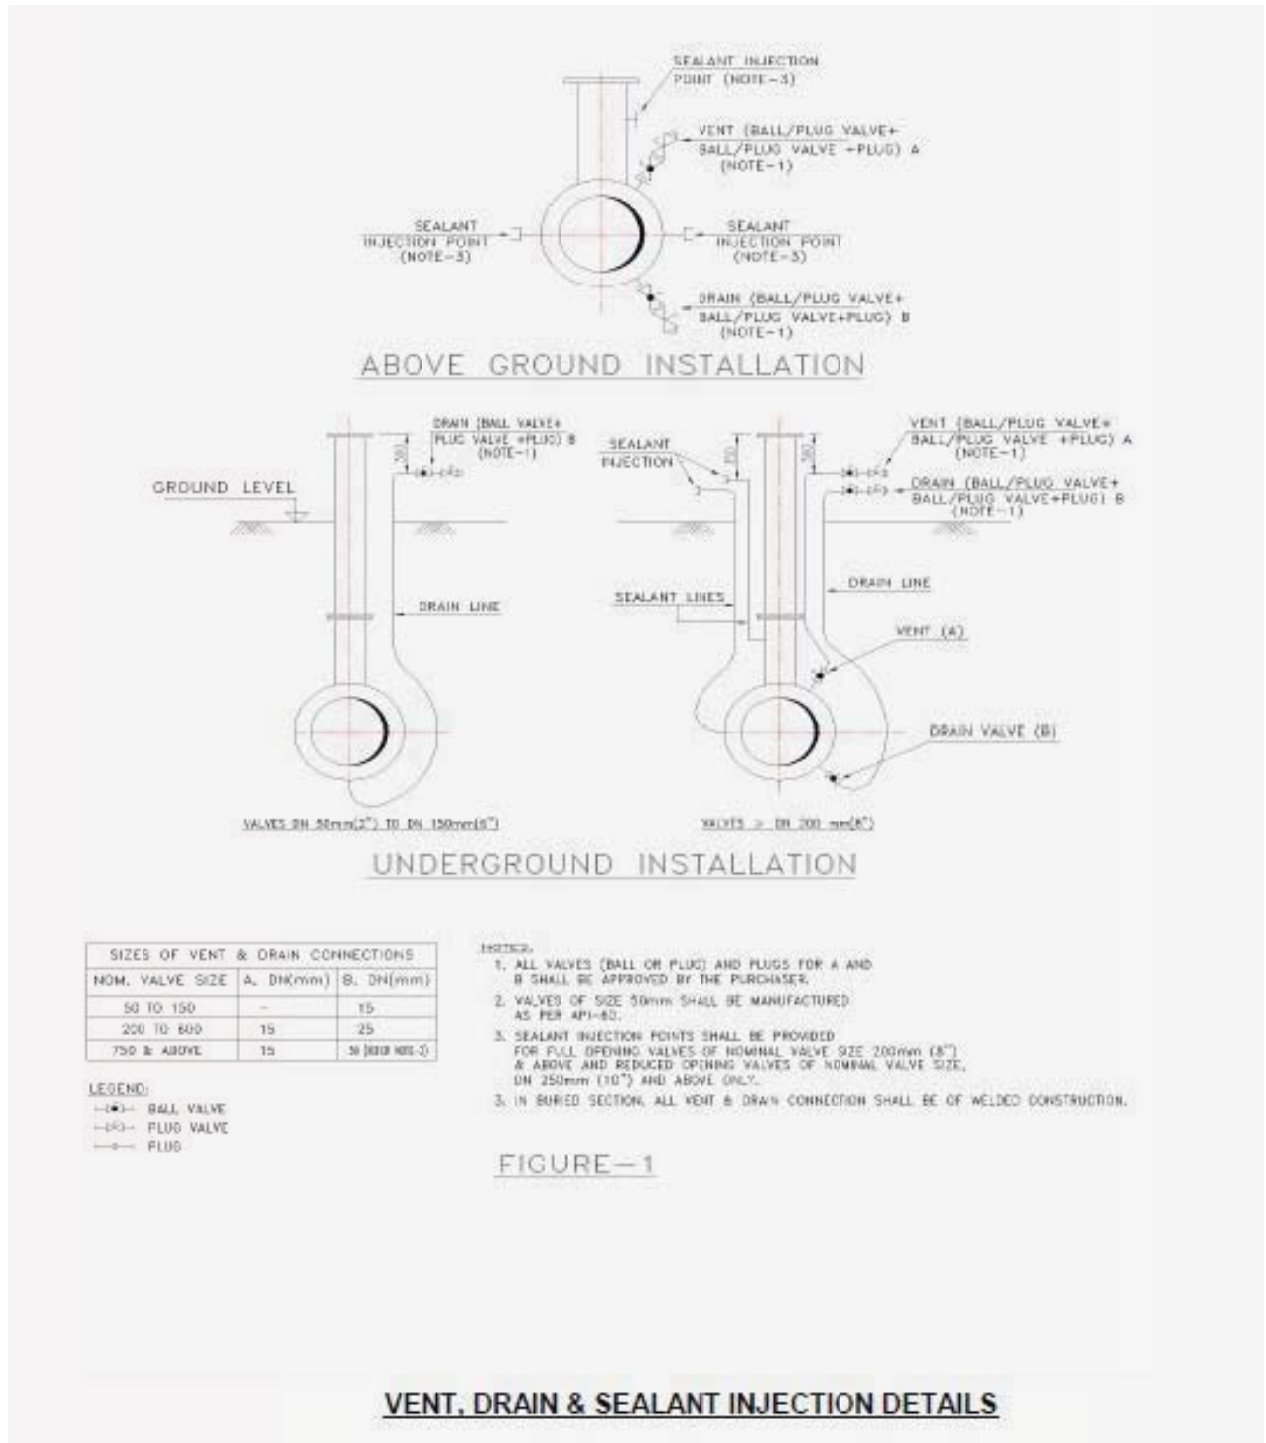 SEALANT INJECTION
POINT (NOTE-3)
VENT (BALL/PLUG VALVE+
BALL/PLUG VALVE +PLUG) A
(NOTE-1)
SEALANT
INJECTION POINT
(NOTE-3)
SEALANT
INJECTION POINT
(NOTE-3)
DRAIN (BALL/PLUG VALVE+
BALL/PLUG VALVE+PLUG) B
(NOTE-1)
ABOVE GROUND INSTALLATION
DRAIN (BALL VALVE+
PLUG VALVE +PLUG) B
(NOTE-1)
GROUND LEVEL
DRAIN LINE
VALVES DN 50mm(2") TO DN 150mm(6")
SEALANT
INJECTION
VENT (BALL/PLUG VALVE+
BALL/PLUG VALVE +PLUG) A
(NOTE-1)
DRAIN (BALL/PLUG VALVE+
BALL/PLUG VALVE+PLUG) B
(NOTE-1)
SEALANT LINES
DRAIN LINE
VENT (A)
DRAIN VALVE (B)
VALVES > DN 200 mm(8")
UNDERGROUND INSTALLATION
SIZES OF VENT & DRAIN CONNECTIONS
NOM. VALVE SIZE A. DN(mm) B. DN(mm)
50 TO 150 - 15
200 TO 600 15 25
750 & ABOVE 15 50 (NOTE-2)
LEGEND:
BALL VALVE
PLUG VALVE
PLUG
NOTES:
1. ALL VALVES (BALL OR PLUG) AND PLUGS FOR A AND
B SHALL BE APPROVED BY THE PURCHASER.
2. VALVES OF SIZE 50mm SHALL BE MANUFACTURED
AS PER API-6D.
3. SEALANT INJECTION POINTS SHALL BE PROVIDED
FOR FULL OPENING VALVES OF NOMINAL VALVE SIZE 200mm (8")
& ABOVE AND REDUCED OPENING VALVES OF NOMINAL VALVE SIZE,
DN 250mm (10") AND ABOVE ONLY.
3. IN BURIED SECTION, ALL VENT & DRAIN CONNECTION SHALL BE OF WELDED CONSTRUCTION.
FIGURE-1
VENT, DRAIN & SEALANT INJECTION DETAILS